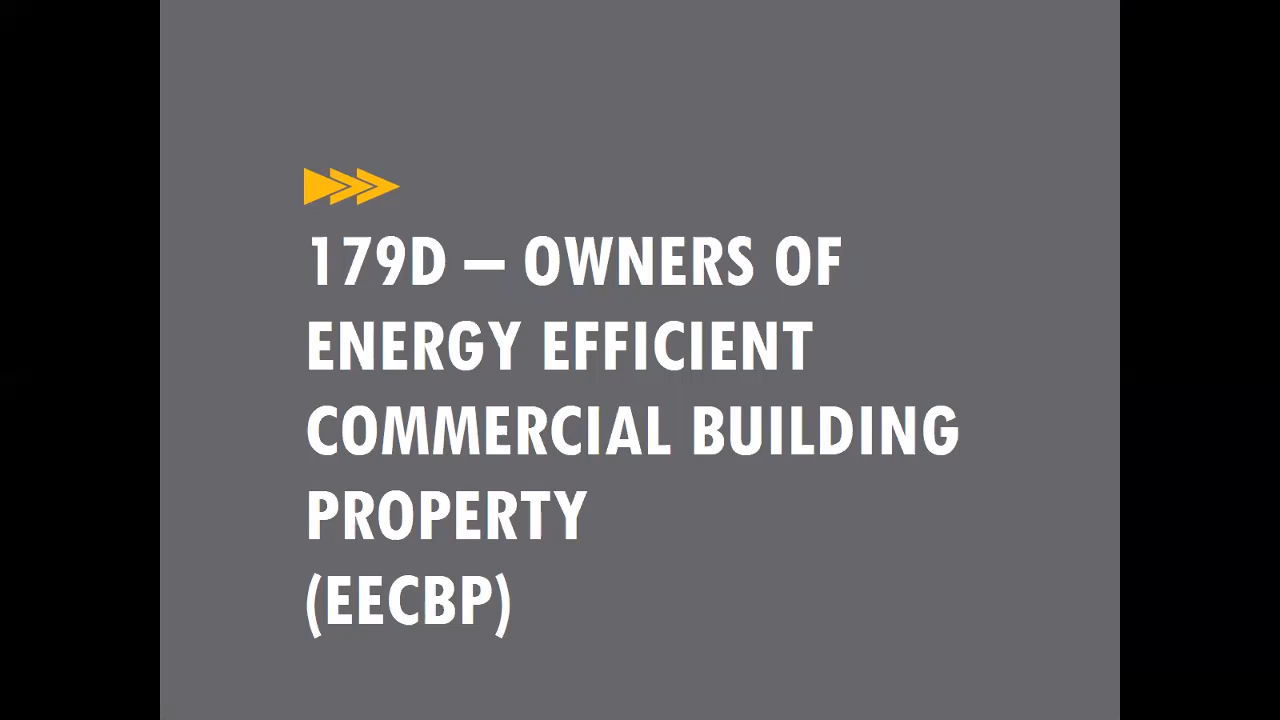 179D – OWNERS OF
ENERGY EFFICIENT
COMMERCIAL BUILDING
PROPERTY
(EECBP)